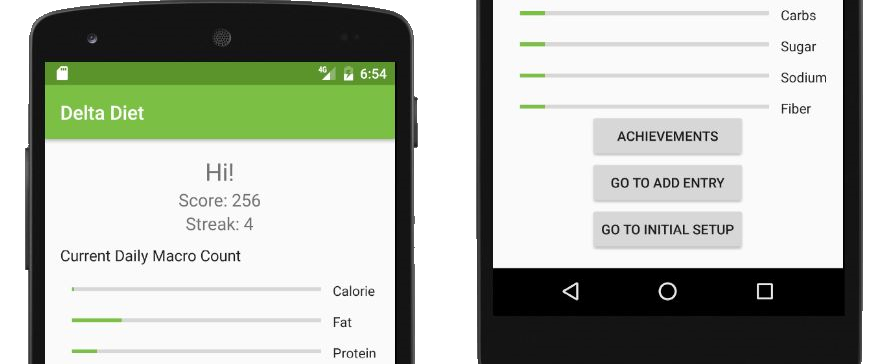 4G 6:54
Delta Diet
Hi!
Score: 256
Streak: 4
Current Daily Macro Count
Calorie
Fat
Protein
Carbs
Sugar
Sodium
Fiber
ACHIEVEMENTS
GO TO ADD ENTRY
GO TO INITIAL SETUP